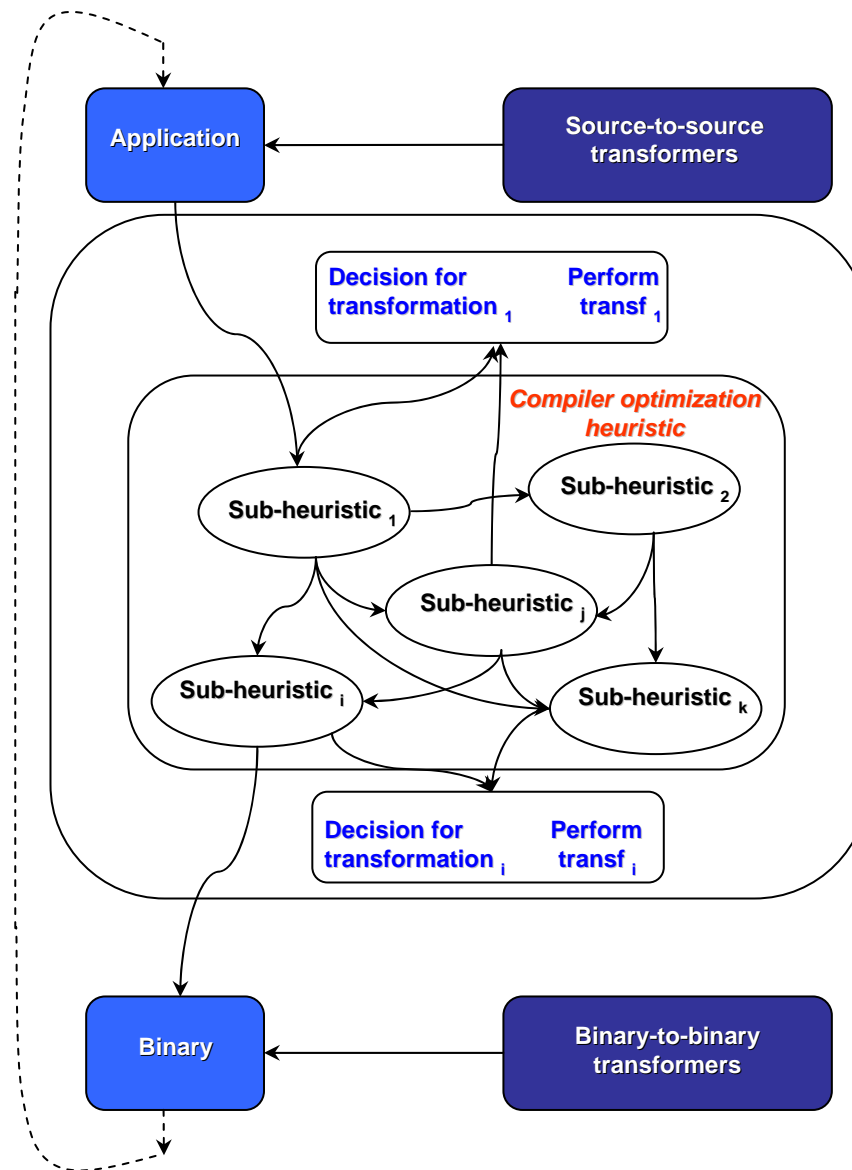 Application
Source-to-source
transformers
Decision for Perform
transformation 1 transf 1
Compiler optimization
heuristic
Sub-heuristic 1
Sub-heuristic 2
Sub-heuristic j
Sub-heuristic i
Sub-heuristic k
Decision for Perform
transformation i transf i
Binary
Binary-to-binary
transformers